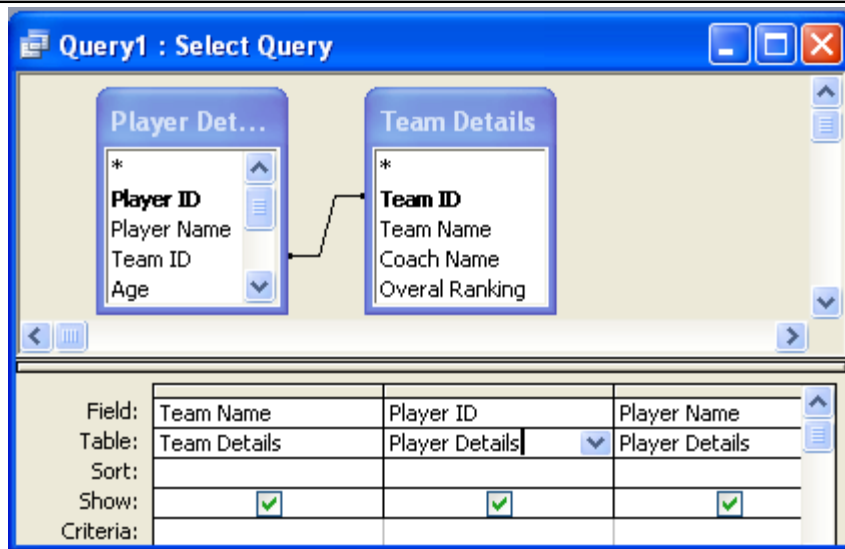 Query1 : Select Query
Player Det...
*
Player ID
Player Name
Team ID
Age
Team Details
*
Team ID
Team Name
Coach Name
Overal Ranking
Field: Team Name Player ID Player Name
Table: Team Details Player Details Player Details
Sort:
Show:
Criteria: